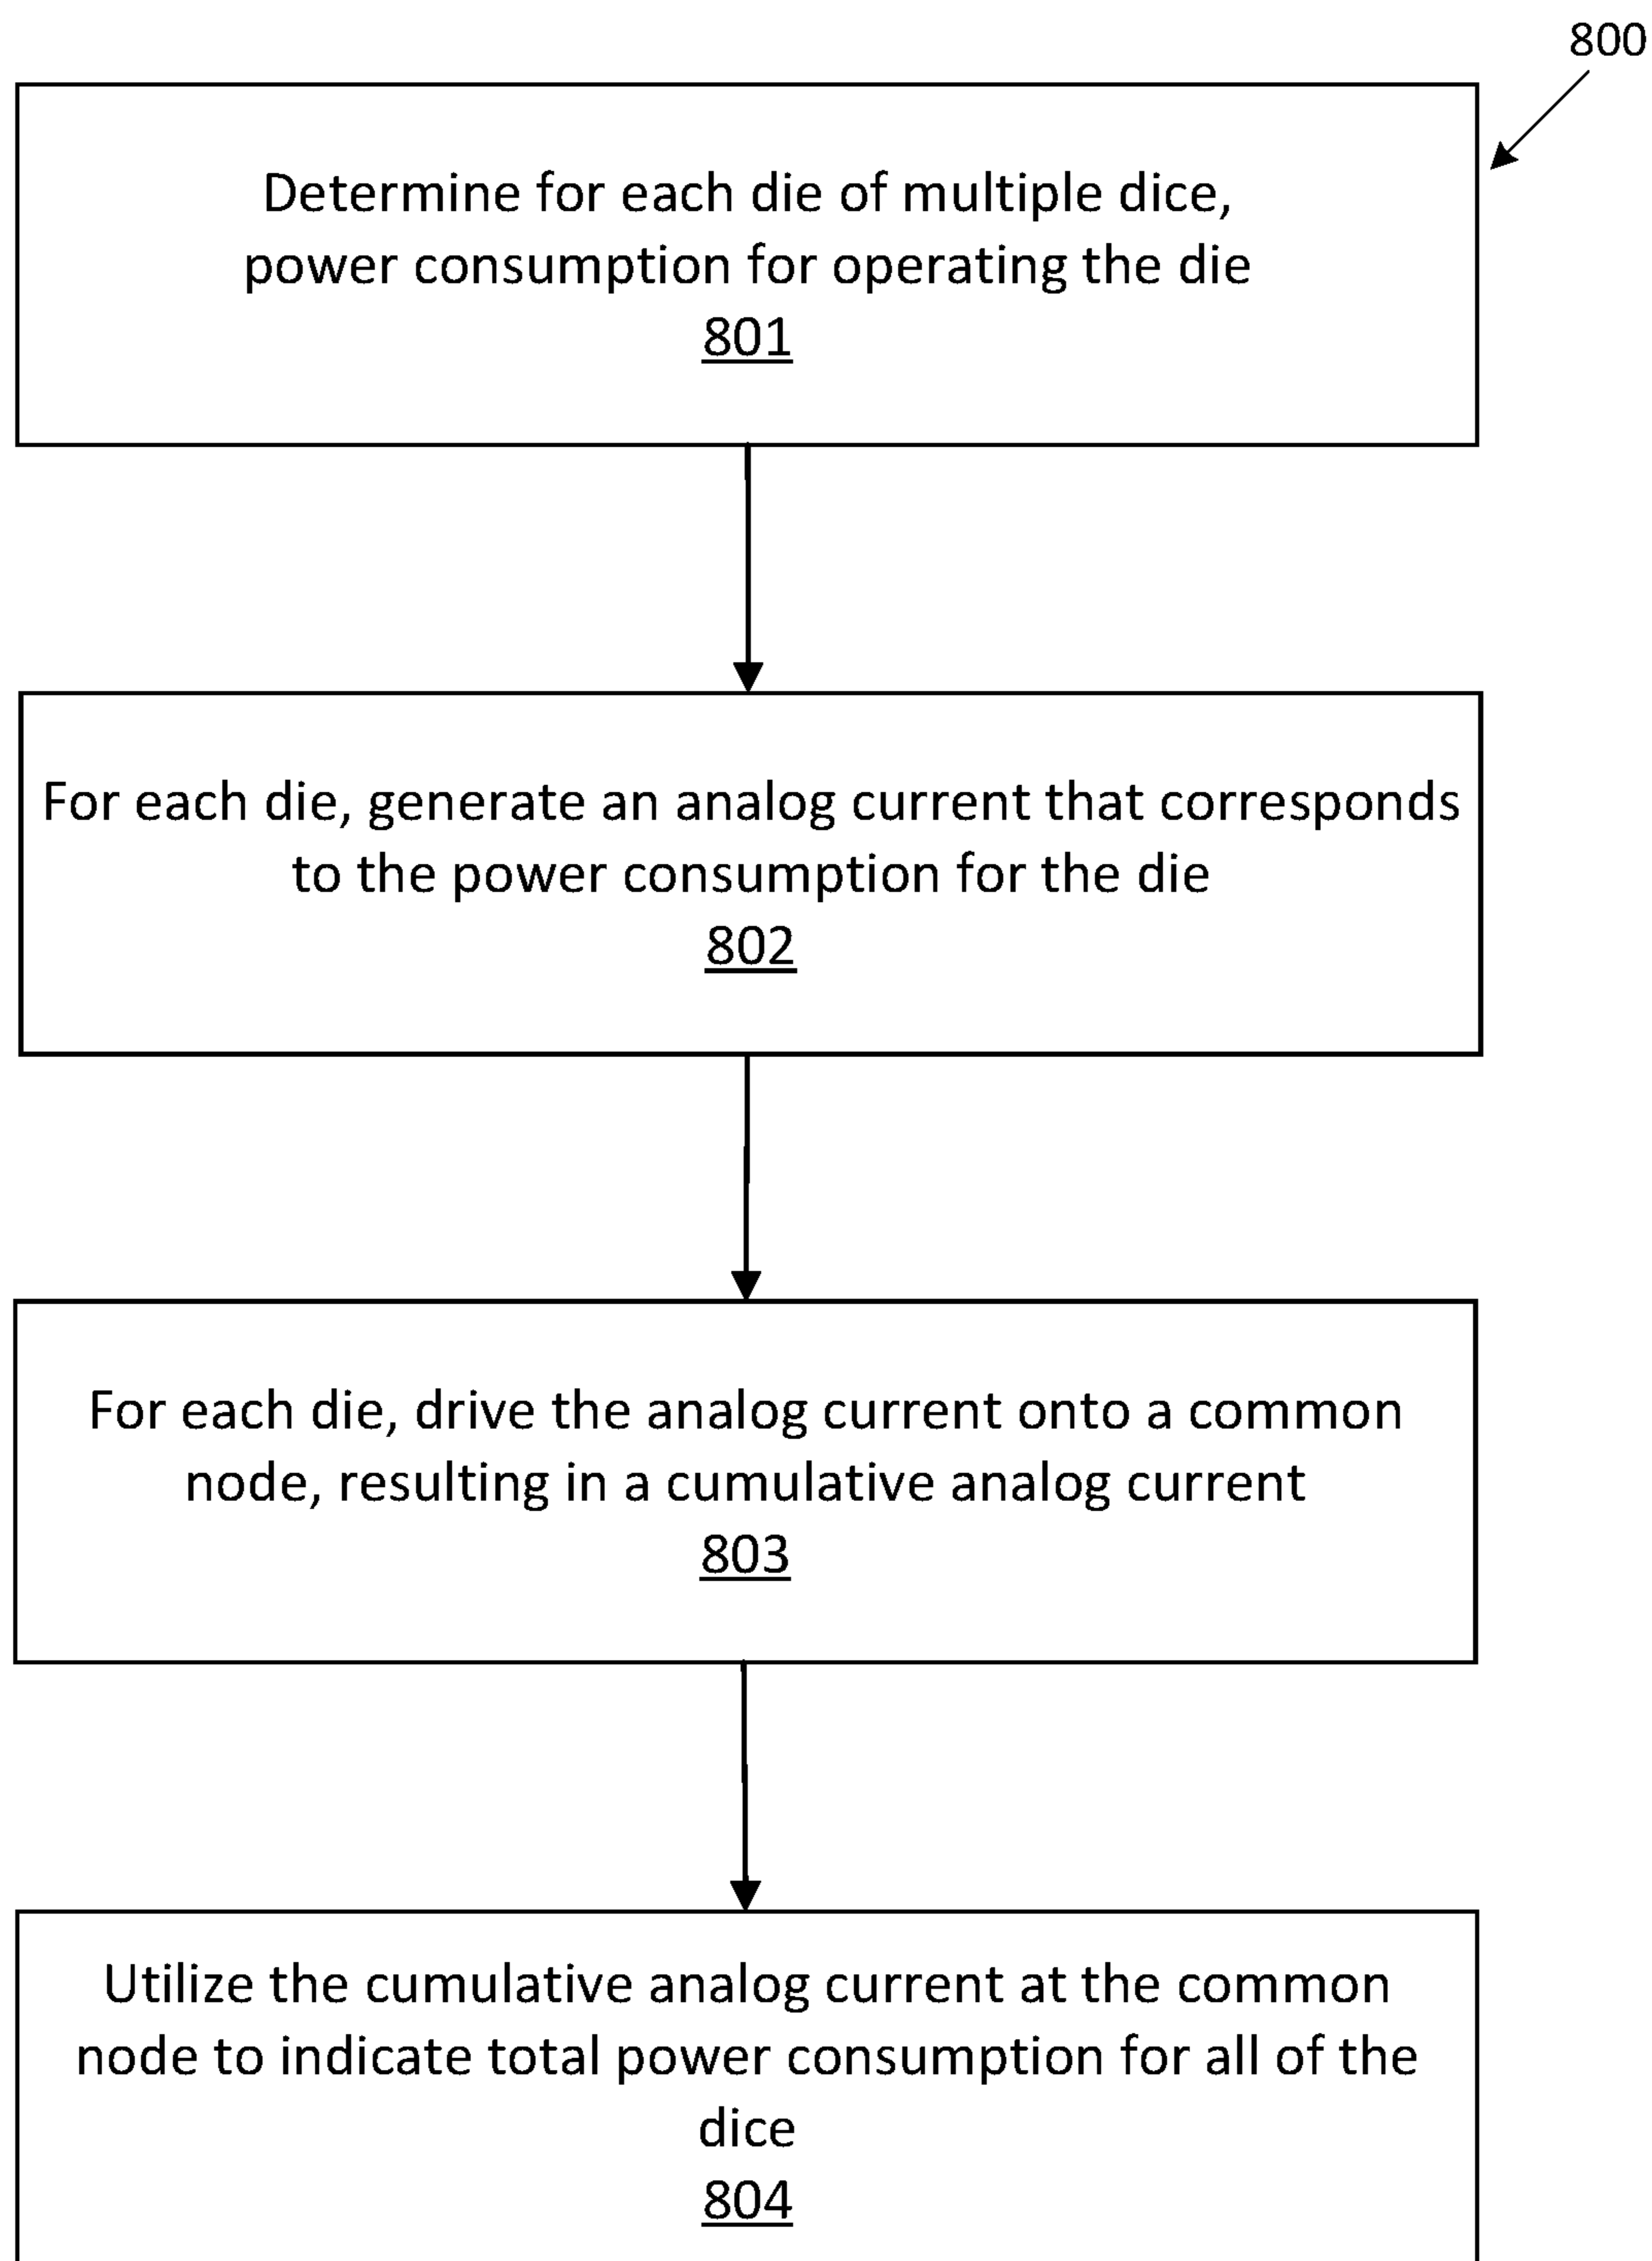 800
Determine for each die of multiple dice,
power consumption for operating the die
801
For each die, generate an analog current that corresponds
to the power consumption for the die
802
For each die, drive the analog current onto a common
node, resulting in a cumulative analog current
803
Utilize the cumulative analog current at the common
node to indicate total power consumption for all of the
dice
804